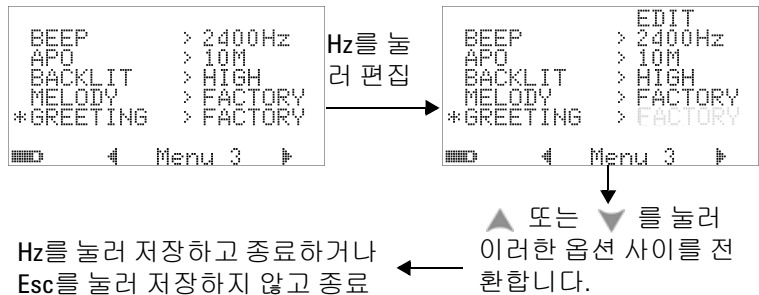 BEEP > 2400Hz
APO > 10M
BACKLIT > HIGH
MELODY > FACTORY
*GREETING > FACTORY
Menu 3
Hz를 눌
러 편집
EDIT
BEEP > 2400Hz
APO > 10M
BACKLIT > HIGH
MELODY > FACTORY
*GREETING > FACTORY
Menu 3
▲ 또는 ▼ 를 눌러
이러한 옵션 사이를 전
환합니다.
Hz를 눌러 저장하고 종료하거나
Esc를 눌러 저장하지 않고 종료